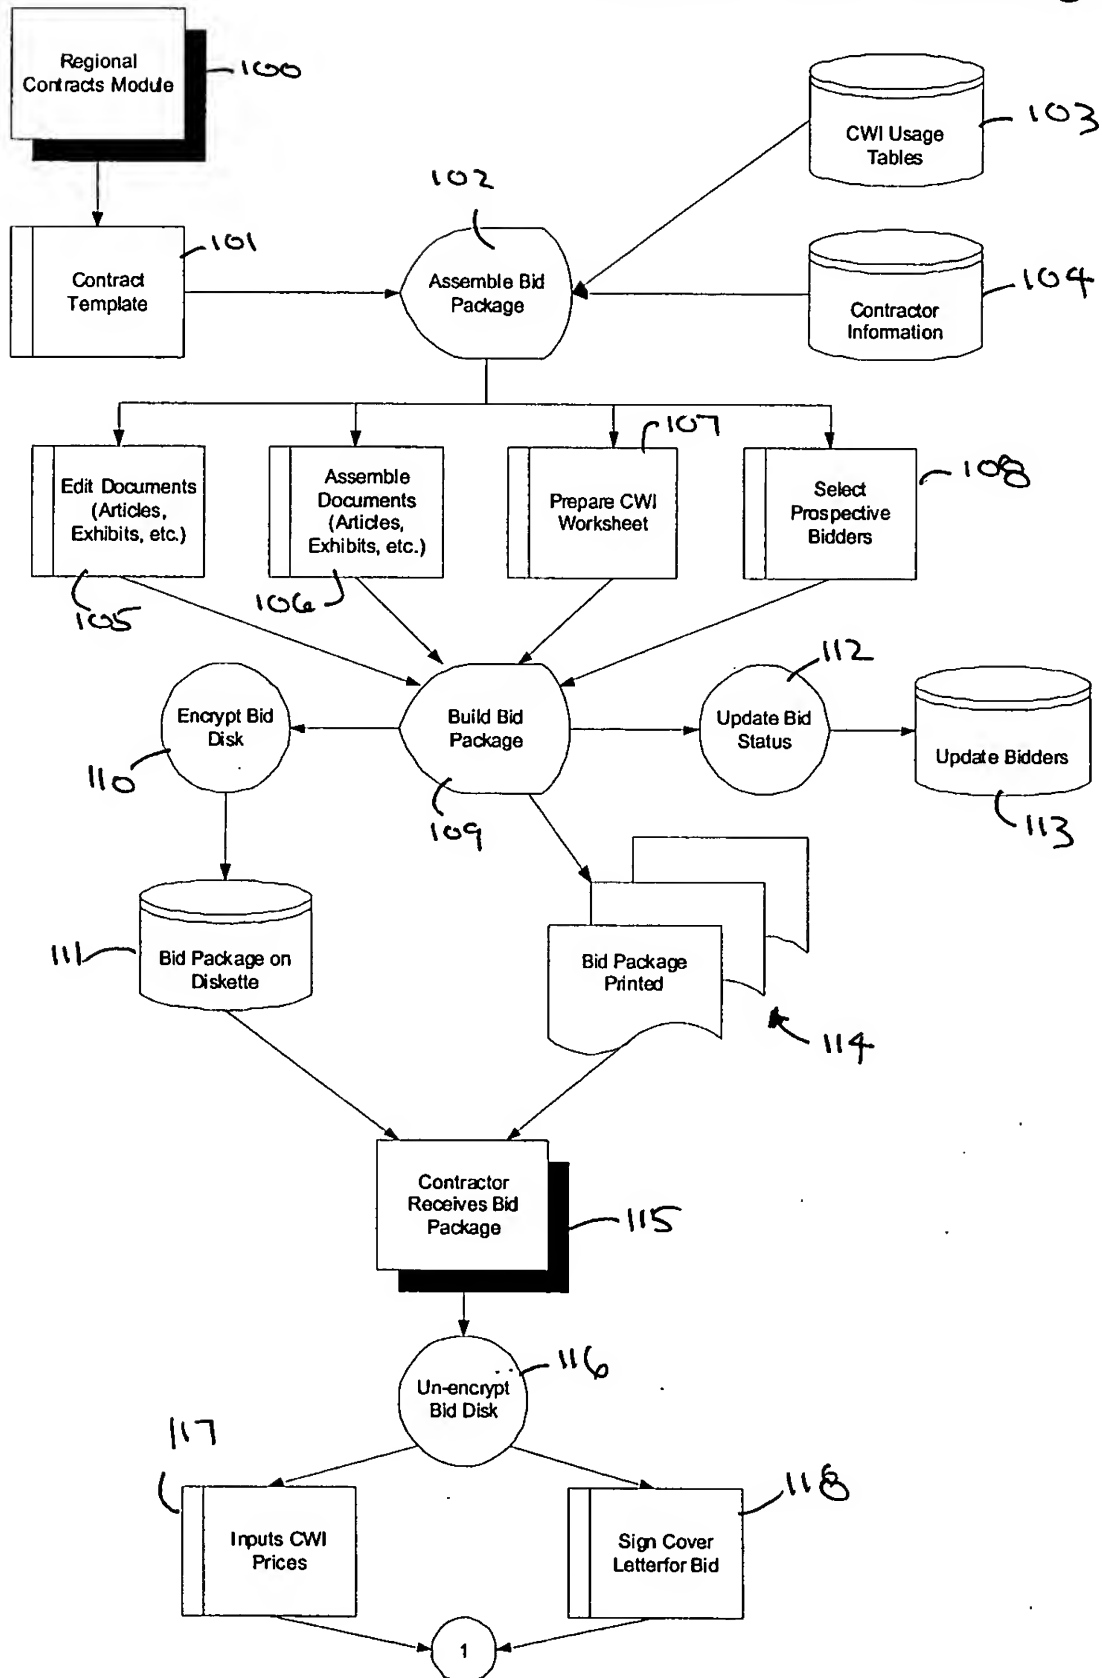 Regional
Contracts Module
100
CWI Usage
Tables
103
102
101
Contract
Template
Assemble Bid
Package
104
Contractor
Information
107
108
Edit Documents
(Articles,
Exhibits, etc.)
Assemble
Documents
(Articles,
Exhibits, etc.)
Prepare CWI
Worksheet
Select
Prospective
Bidders
105
106
112
Encrypt Bid
Disk
Build Bid
Package
Update Bid
Status
Update Bidders
110
109
113
111
Bid Package on
Diskette
Bid Package
Printed
114
Contractor
Receives Bid
Package
115
116
Un-encrypt
Bid Disk
117
118
Inputs CWI
Prices
Sign Cover
Letterfor Bid
1